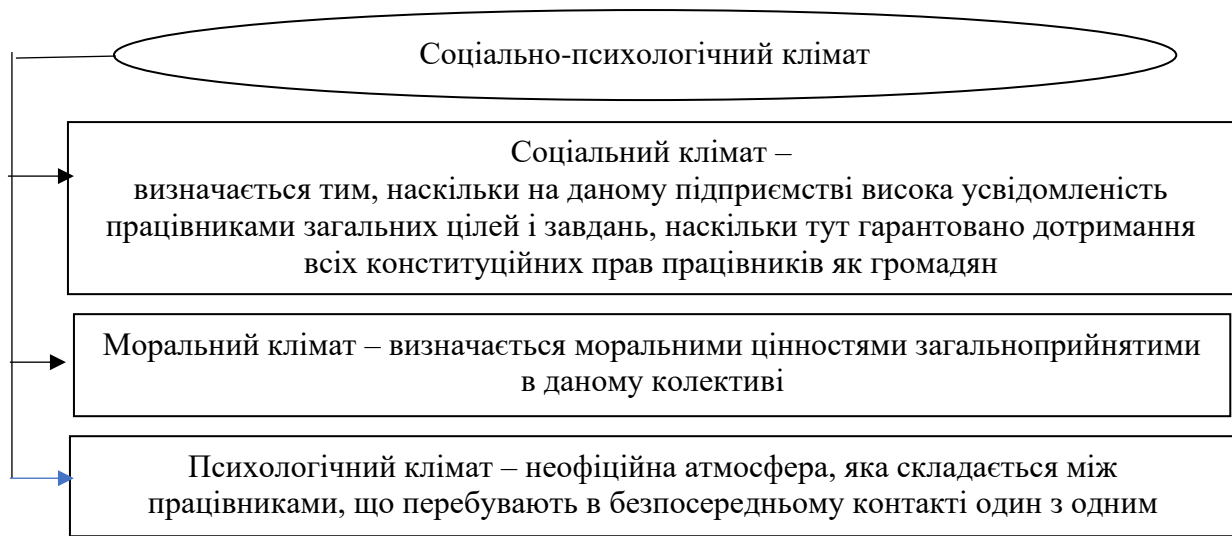 Соціально-психологічний клімат
Соціальний клімат –
визначається тим, наскільки на даному підприємстві висока усвідомленість
працівниками загальних цілей і завдань, наскільки тут гарантовано дотримання
всіх конституційних прав працівників як громадян
Моральний клімат – визначається моральними цінностями загальноприйнятими
в даному колективі
Психологічний клімат – неофіційна атмосфера, яка складається між
працівниками, що перебувають в безпосередньому контакті один з одним